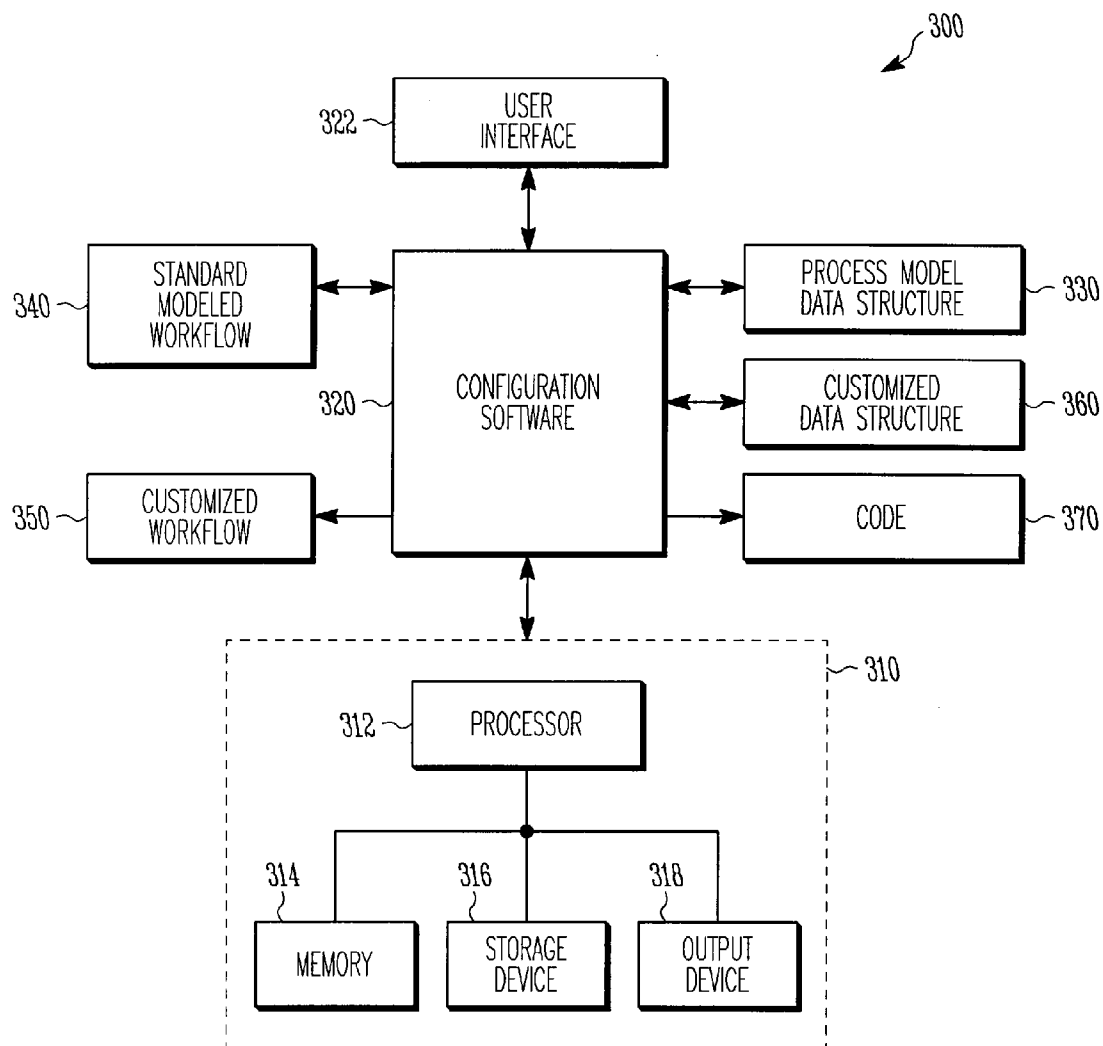 300
USER
INTERFACE
322
STANDARD
MODELED
WORKFLOW
340
PROCESS MODEL
DATA STRUCTURE
330
320
CONFIGURATION
SOFTWARE
CUSTOMIZED
DATA STRUCTURE
360
CUSTOMIZED
WORKFLOW
350
CODE
370
310
312
PROCESSOR
314
MEMORY
316
STORAGE
DEVICE
318
OUTPUT
DEVICE